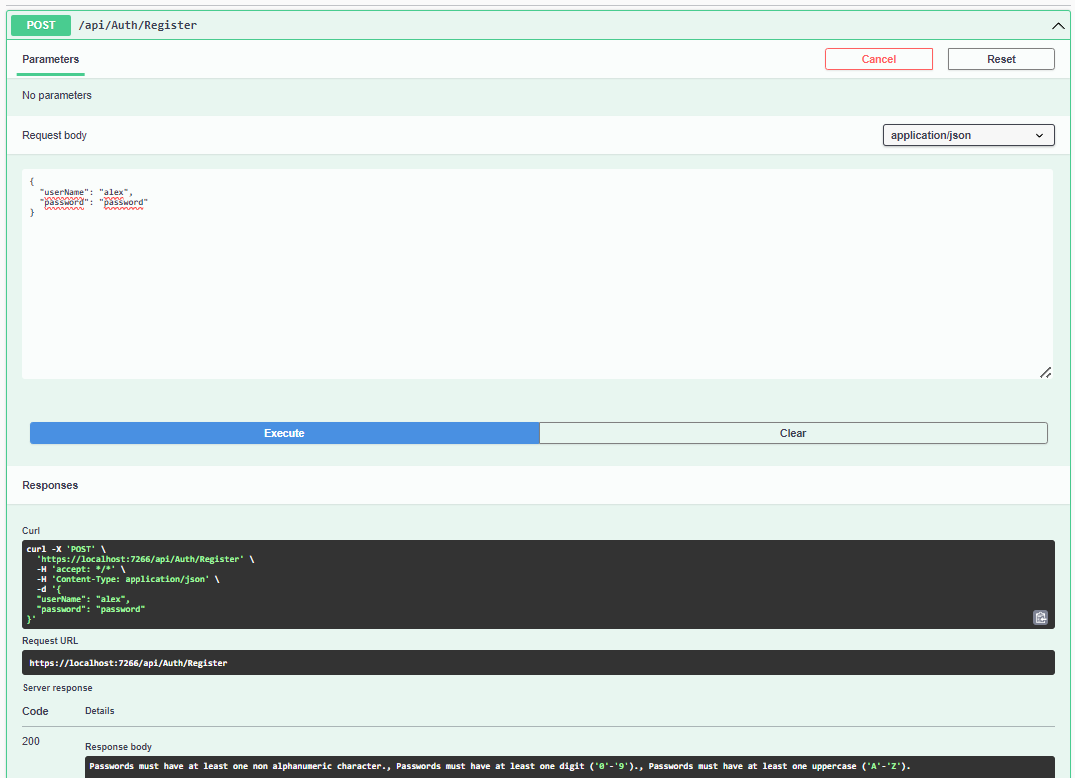 POST /api/Auth/Register
Parameters Cancel Reset
No parameters
Request body application/json
{
  "userName": "alex",
  "password": "password"
}
Execute Clear
Responses
Curl
curl -X 'POST' \
  'https://localhost:7266/api/Auth/Register' \
  -H 'accept: */*' \
  -H 'Content-Type: application/json' \
  -d '{
  "userName": "alex",
  "password": "password"
}'
Request URL
https://localhost:7266/api/Auth/Register
Server response
Code Details
200
Response body
Passwords must have at least one non alphanumeric character., Passwords must have at least one digit ('0'-'9')., Passwords must have at least one uppercase ('A'-'Z').